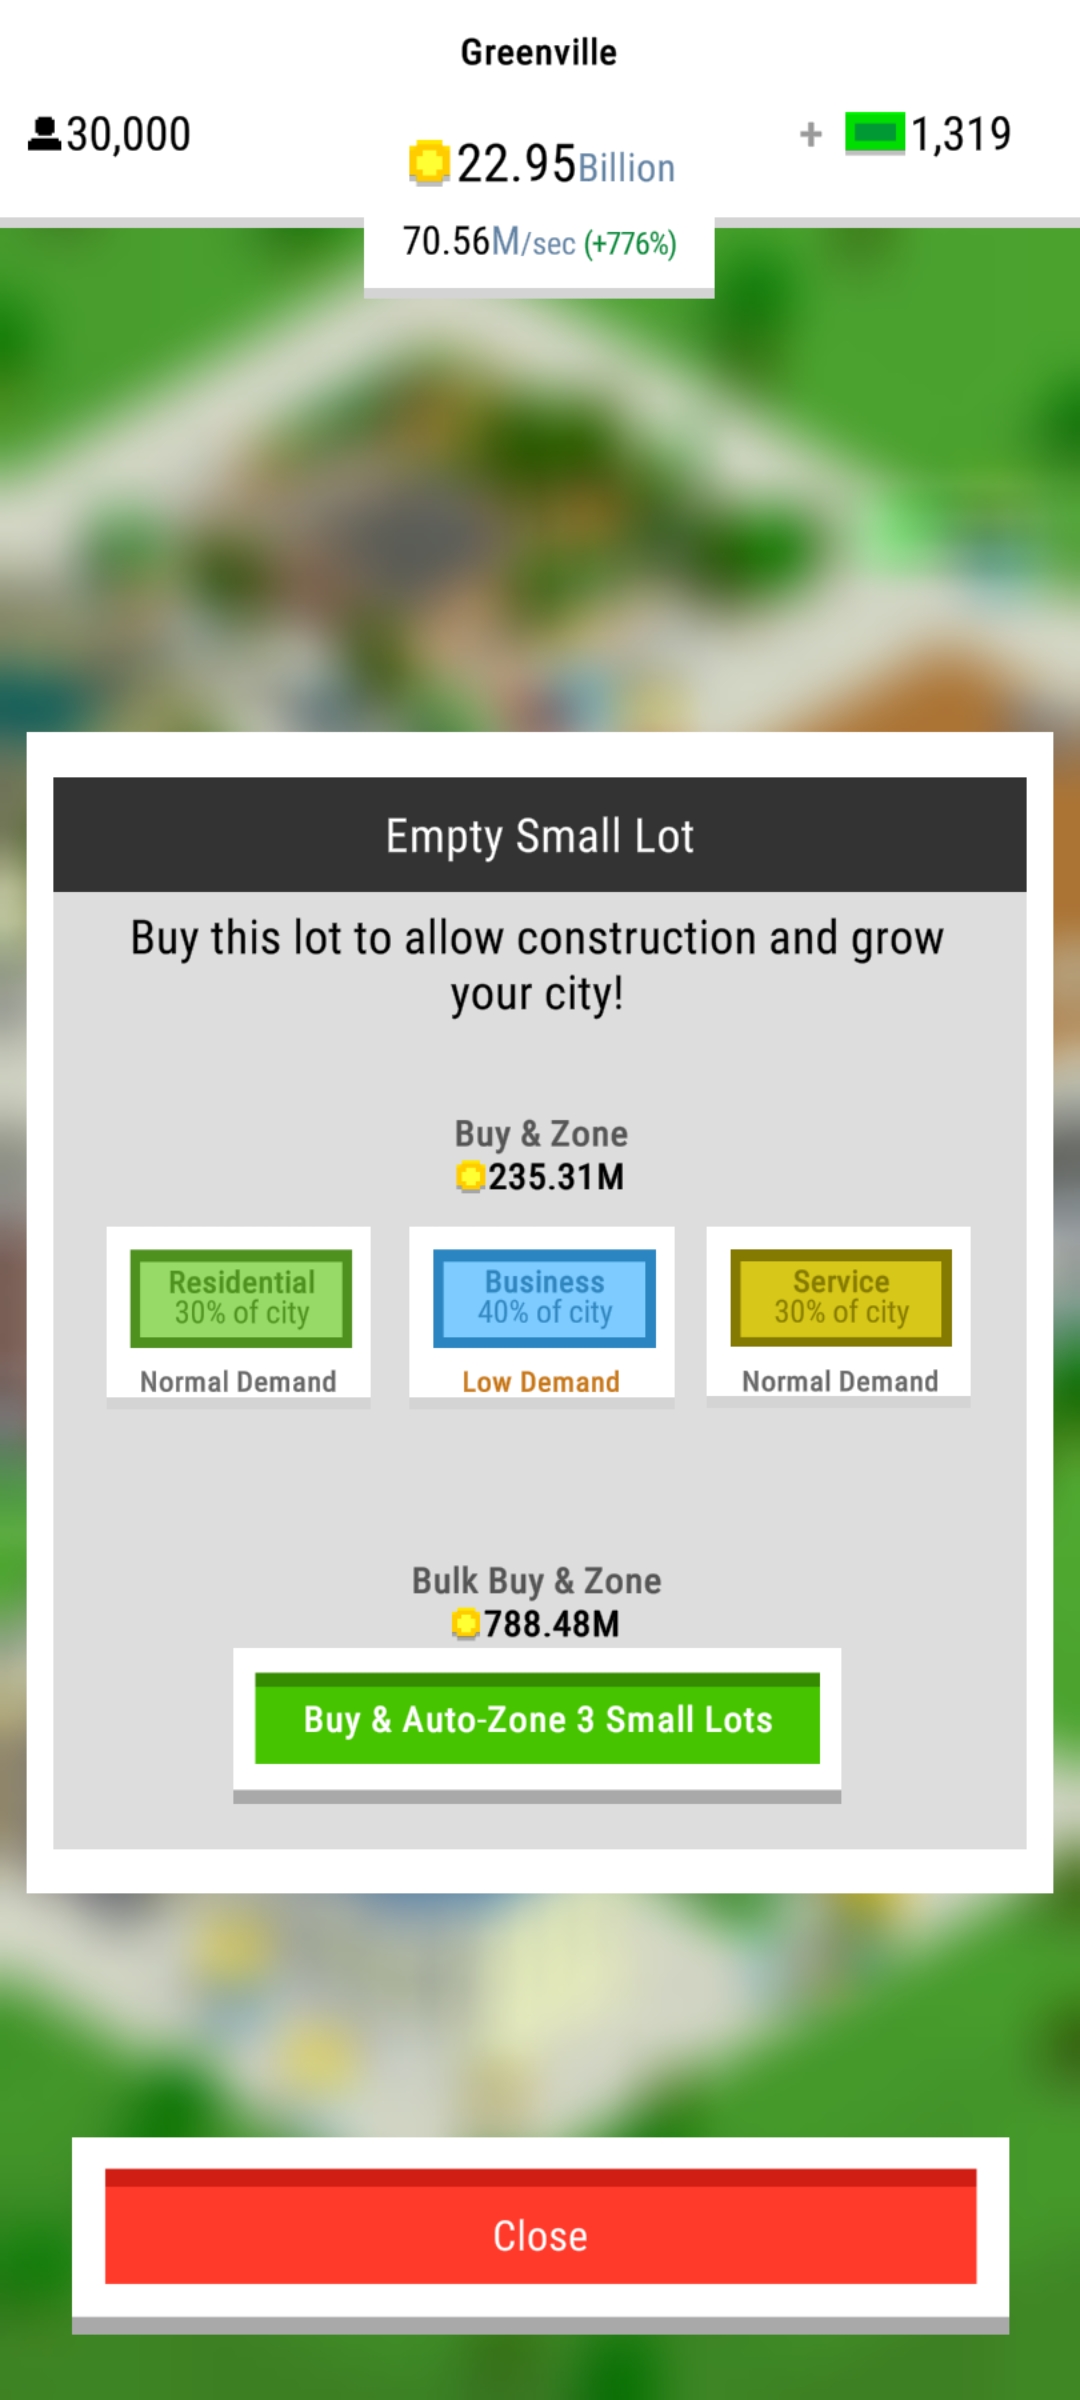 Greenville
30,000
22.95Billion
+ 1,319
70.56M/sec (+776%)
Empty Small Lot
Buy this lot to allow construction and grow
your city!
Buy & Zone
235.31M
Residential
30% of city
Normal Demand
Business
40% of city
Low Demand
Service
30% of city
Normal Demand
Bulk Buy & Zone
788.48M
Buy & Auto-Zone 3 Small Lots
Close